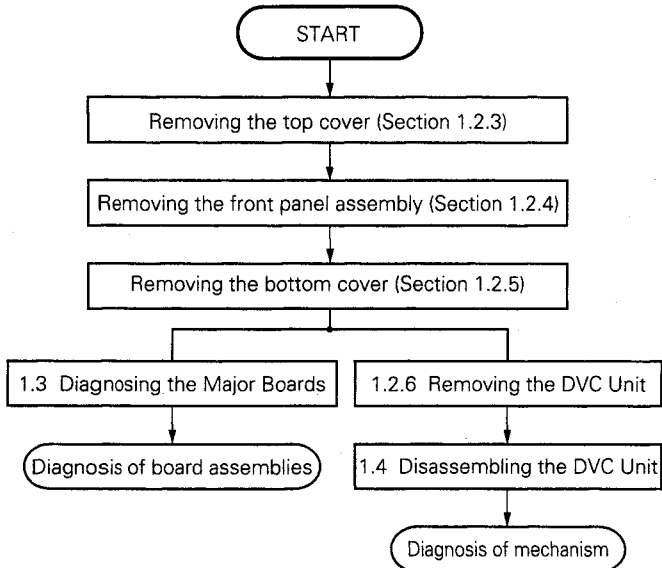 START
Removing the top cover (Section 1.2.3)
Removing the front panel assembly (Section 1.2.4)
Removing the bottom cover (Section 1.2.5)
1.3 Diagnosing the Major Boards
1.2.6 Removing the DVC Unit
Diagnosis of board assemblies
1.4 Disassembling the DVC Unit
Diagnosis of mechanism